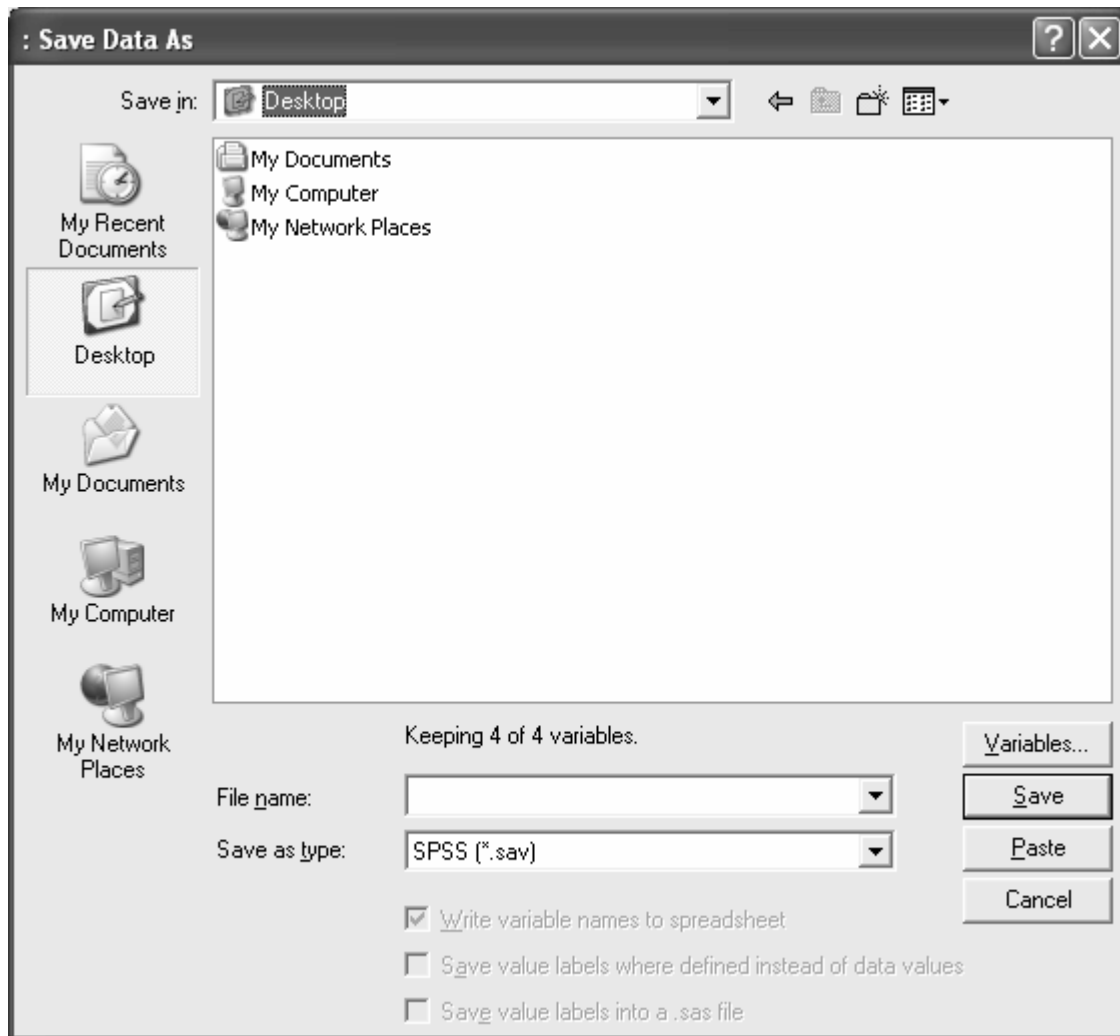 : Save Data As
Save in: Desktop
My Documents
My Computer
My Network Places
My Recent
Documents
Desktop
My Documents
My Computer
My Network
Places
Keeping 4 of 4 variables.
Variables...
File name:
Save
Save as type: SPSS (*.sav)
Paste
Cancel
Write variable names to spreadsheet
Save value labels where defined instead of data values
Save value labels into a .sas file